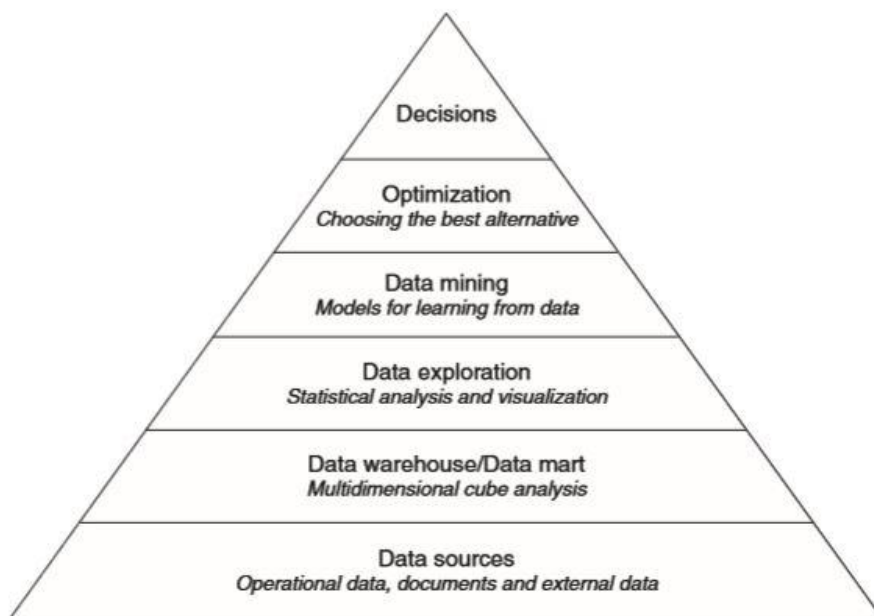 Decisions
Optimization
Choosing the best alternative
Data mining
Models for learning from data
Data exploration
Statistical analysis and visualization
Data warehouse/Data mart
Multidimensional cube analysis
Data sources
Operational data, documents and external data